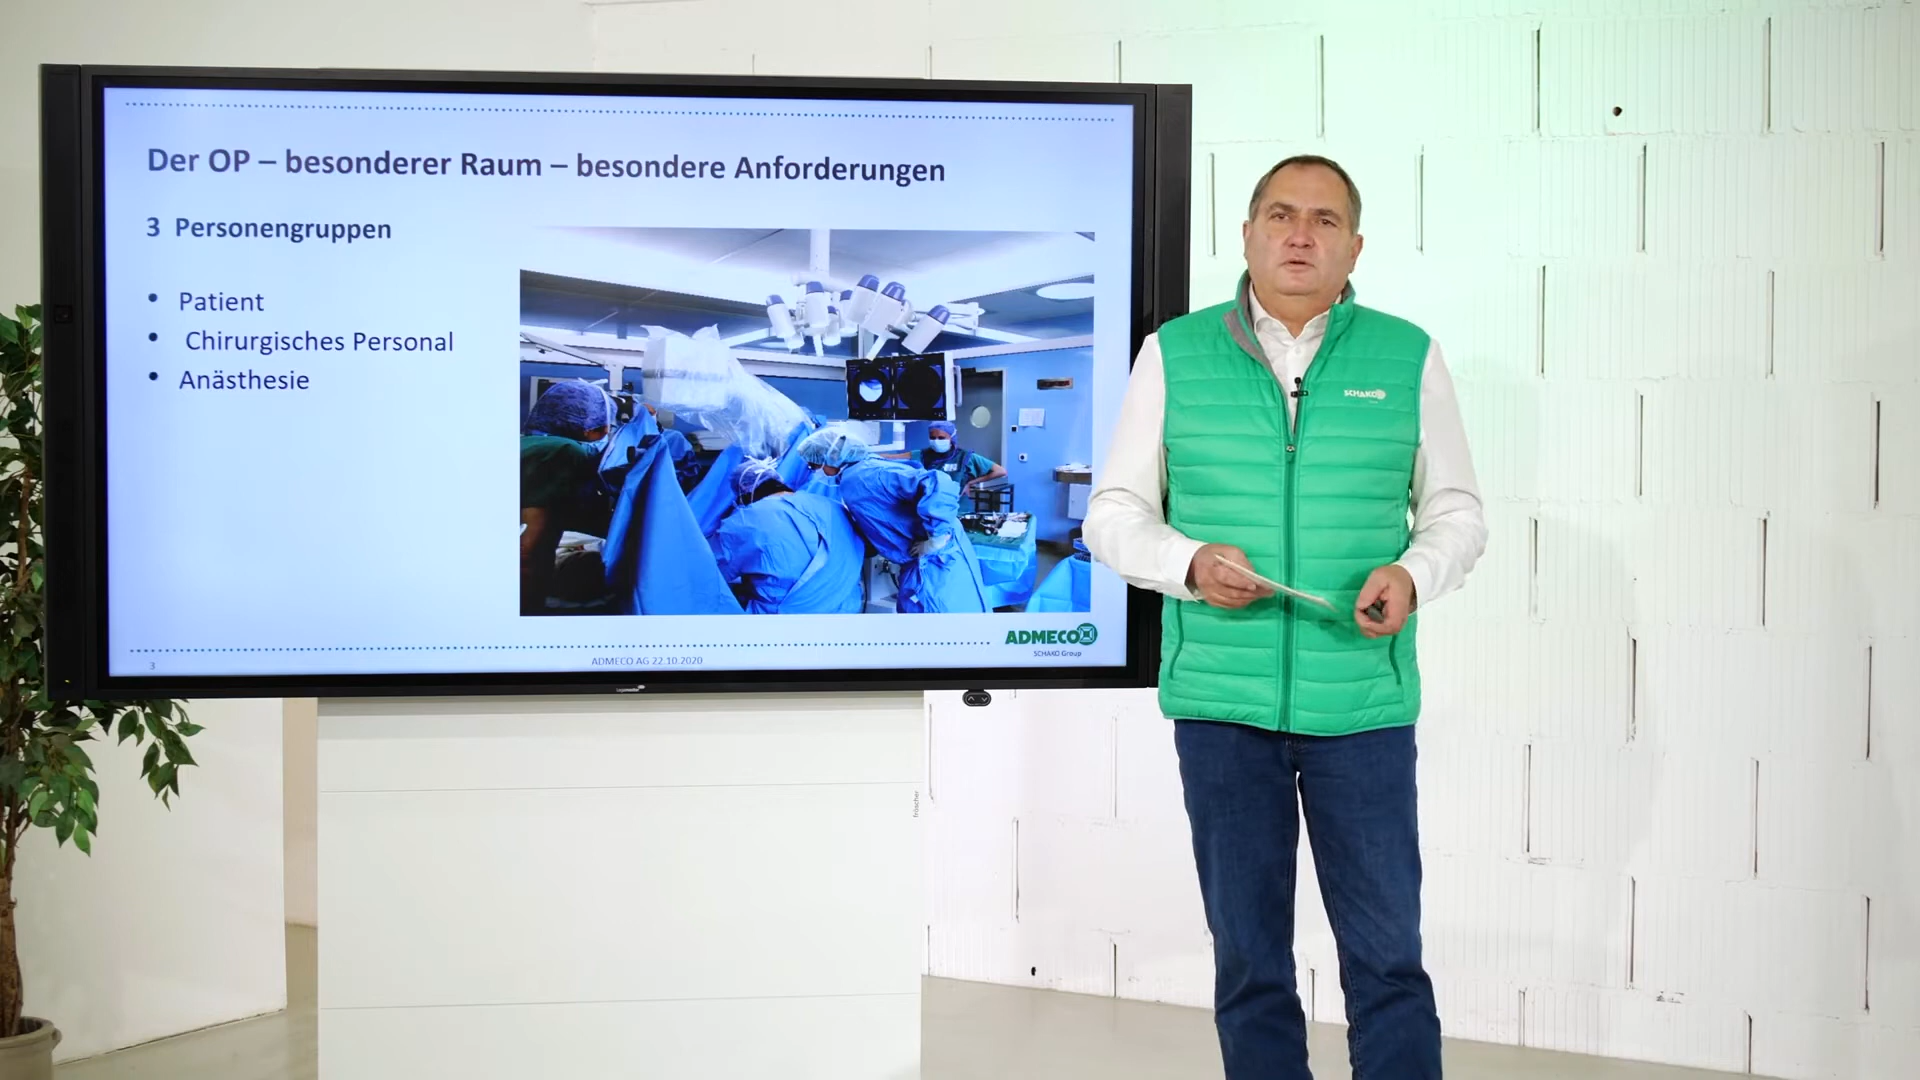 Der OP – besonderer Raum – besondere Anforderungen
3 Personengruppen
• Patient
• Chirurgisches Personal
• Anästhesie
ADMECO
SCHAKO Group
3
ADMECO AG 22.10.2020
SCHAKO